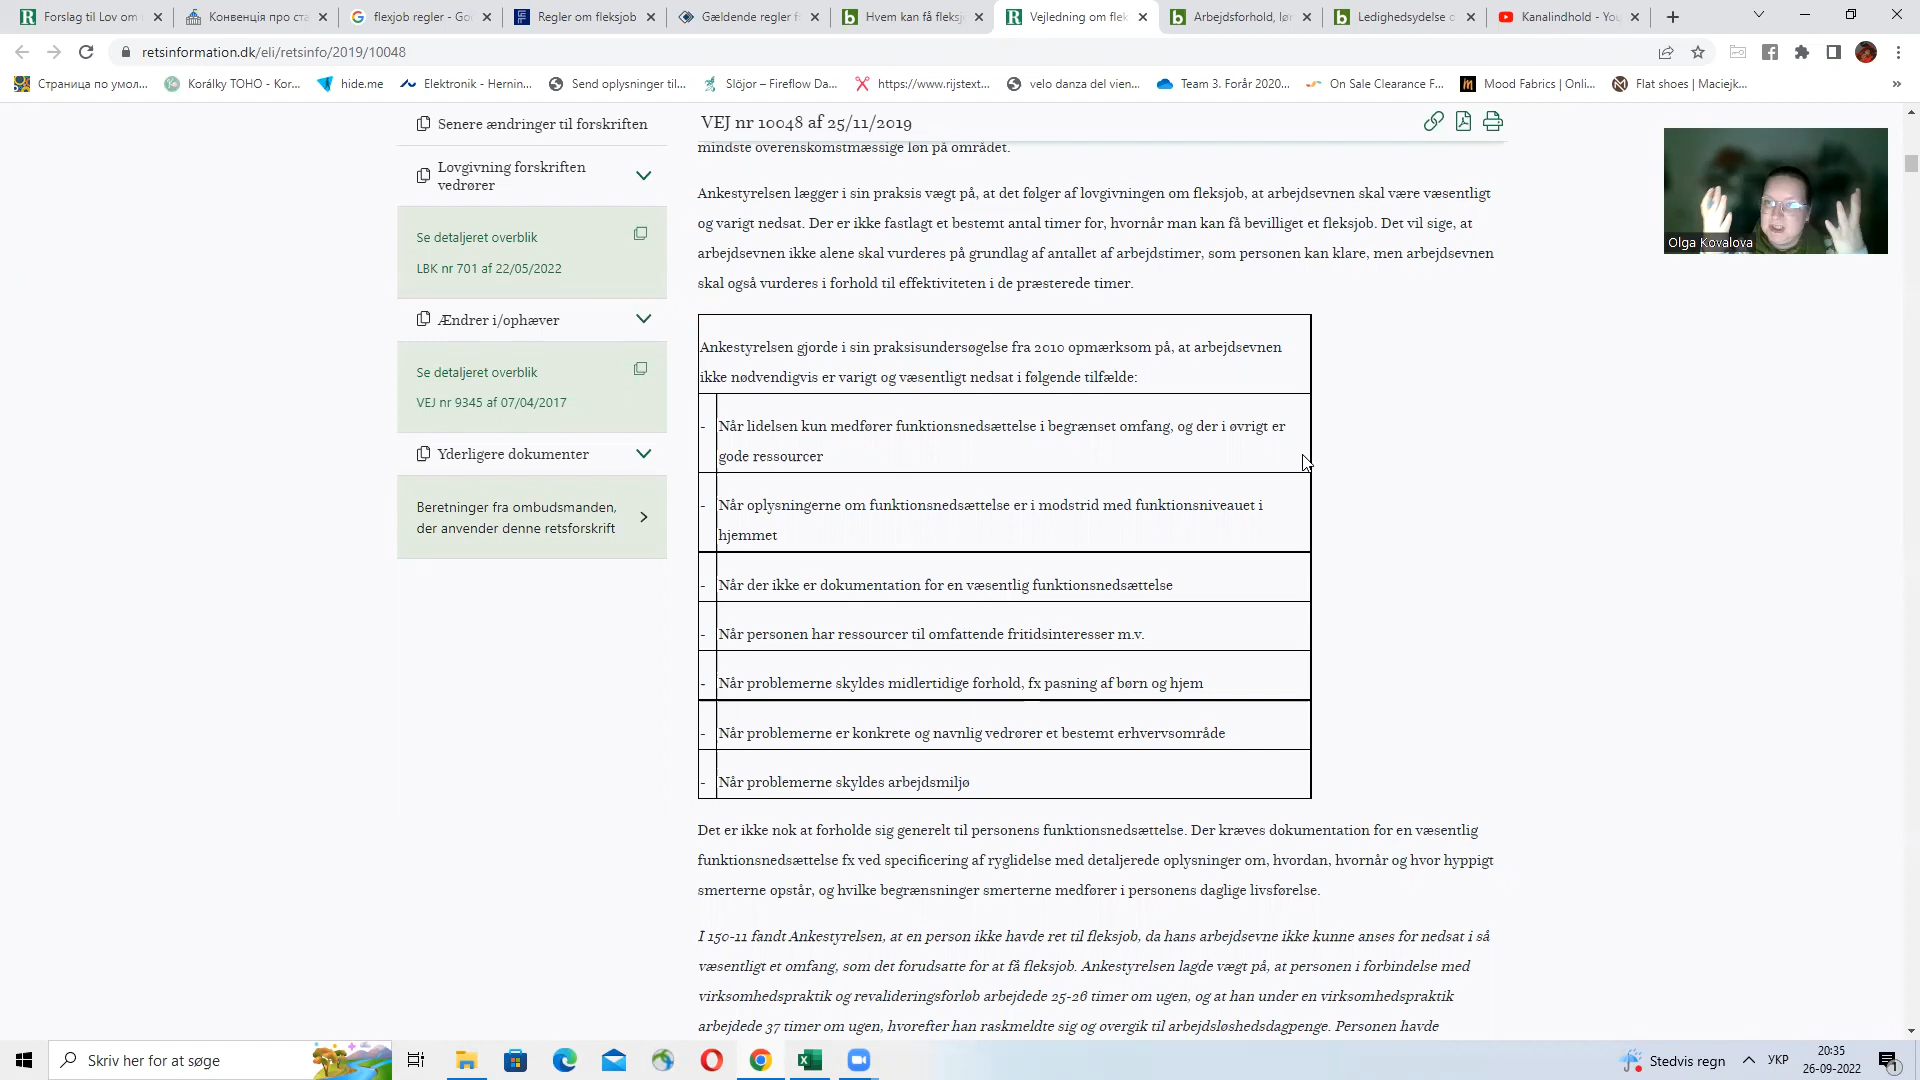 Forslag til Lov om
Конвенція про ста
flexjob regler - Go
Regler om fleksjob
Gældende regler f
Hvem kan få fleksj
Vejledning om flek
Arbejdsforhold, lø
Ledighedsydelse
Kanalindhold - You
retsinformation.dk/eli/retsinfo/2019/10048
Страница по умол...
Korálky TOHO - Kor...
hide.me
Elektronik - Hernin...
Send oplysninger til...
Slöjor – Fireflow Da...
https://www.rijstext...
velo danza del vien...
Team 3. Forår 2020...
On Sale Clearance F...
Mood Fabrics | Onli...
Flat shoes | Maciejk...
»
Senere ændringer til forskriften
Lovgivning forskriften
vedrører
Se detaljeret overblik
LBK nr 701 af 22/05/2022
Ændrer i/ophæver
Se detaljeret overblik
VEJ nr 9345 af 07/04/2017
Yderligere dokumenter
Beretninger fra ombudsmanden,
der anvender denne retsforskrift
VEJ nr 10048 af 25/11/2019
mindste overenskomstmæssige løn på området.
Ankestyrelsen lægger i sin praksis vægt på, at det følger af lovgivningen om fleksjob, at arbejdsevnen skal være væsentligt
og varigt nedsat. Der er ikke fastlagt et bestemt antal timer for, hvornår man kan få bevilliget et fleksjob. Det vil sige, at
arbejdsevnen ikke alene skal vurderes på grundlag af antallet af arbejdstimer, som personen kan klare, men arbejdsevnen
skal også vurderes i forhold til effektiviteten i de præsterede timer.
Ankestyrelsen gjorde i sin praksisundersøgelse fra 2010 opmærksom på, at arbejdsevnen
ikke nødvendigvis er varigt og væsentligt nedsat i følgende tilfælde:
- Når lidelsen kun medfører funktionsnedsættelse i begrænset omfang, og der i øvrigt er
gode ressourcer
- Når oplysningerne om funktionsnedsættelse er i modstrid med funktionsniveauet i
hjemmet
- Når der ikke er dokumentation for en væsentlig funktionsnedsættelse
- Når personen har ressourcer til omfattende fritidsinteresser m.v.
- Når problemerne skyldes midlertidige forhold, fx pasning af børn og hjem
- Når problemerne er konkrete og navnlig vedrører et bestemt erhvervsområde
- Når problemerne skyldes arbejdsmiljø
Det er ikke nok at forholde sig generelt til personens funktionsnedsættelse. Der kræves dokumentation for en væsentlig
funktionsnedsættelse fx ved specificering af ryglidelse med detaljerede oplysninger om, hvordan, hvornår og hvor hyppigt
smerterne opstår, og hvilke begrænsninger smerterne medfører i personens daglige livsførelse.
I 150-11 fandt Ankestyrelsen, at en person ikke havde ret til fleksjob, da hans arbejdsevne ikke kunne anses for nedsat i så
væsentligt et omfang, som det forudsatte for at få fleksjob. Ankestyrelsen lagde vægt på, at personen i forbindelse med
virksomhedspraktik og revalideringsforløb arbejdede 25-26 timer om ugen, og at han under en virksomhedspraktik
arbejdede 37 timer om ugen, hvorefter han raskmeldte sig og overgik til arbejdsløshedsdagpenge. Personen havde
Olga Kovalova
Skriv her for at søge
Stedvis regn
УКР
20:35
26-09-2022
1